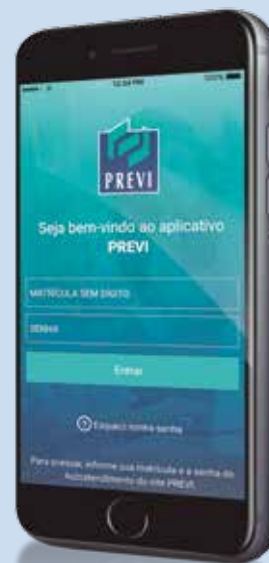 12:34 PM
100%
PREVI
Seja bem-vindo ao aplicativo
PREVI
MATRÍCULA SEM DÍGITO
SENHA
Entrar
? Esqueci minha senha
Para acessar, informe sua matrícula e a senha do
Autoatendimento do site PREVI.